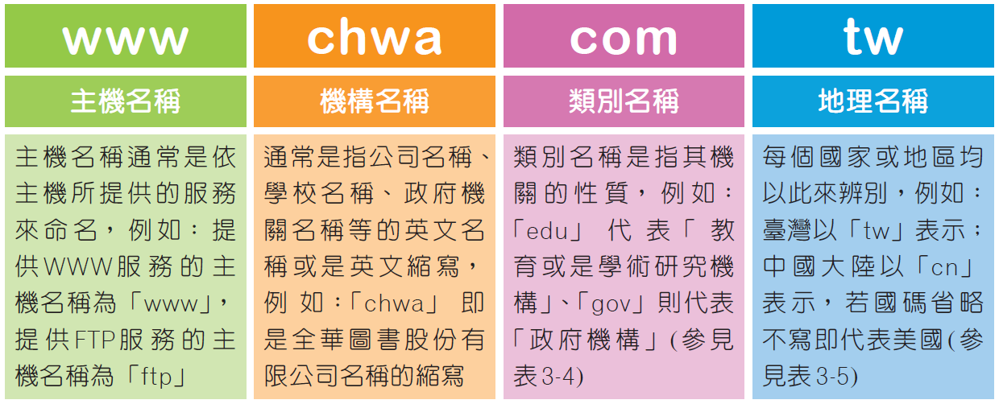 www
主機名稱
主機名稱通常是依
主機所提供的服務
來命名，例如：提
供WWW服務的主
機名稱為「www」，
提供FTP服務的主
機名稱為「ftp」
chwa
機構名稱
通常是指公司名稱、
學校名稱、政府機
關名稱等的英文名
稱或是英文縮寫，
例如：「chwa」即
是全華圖書股份有
限公司名稱的縮寫
com
類別名稱
類別名稱是指其機
關的性質，例如：
「edu」代表「教
育或是學術研究機
構」、「gov」則代表
「政府機構」(參見
表3-4)
tw
地理名稱
每個國家或地區均
以此來辨別，例如：
臺灣以「tw」表示；
中國大陸以「cn」
表示，若國碼省略
不寫即代表美國(參
見表3-5)